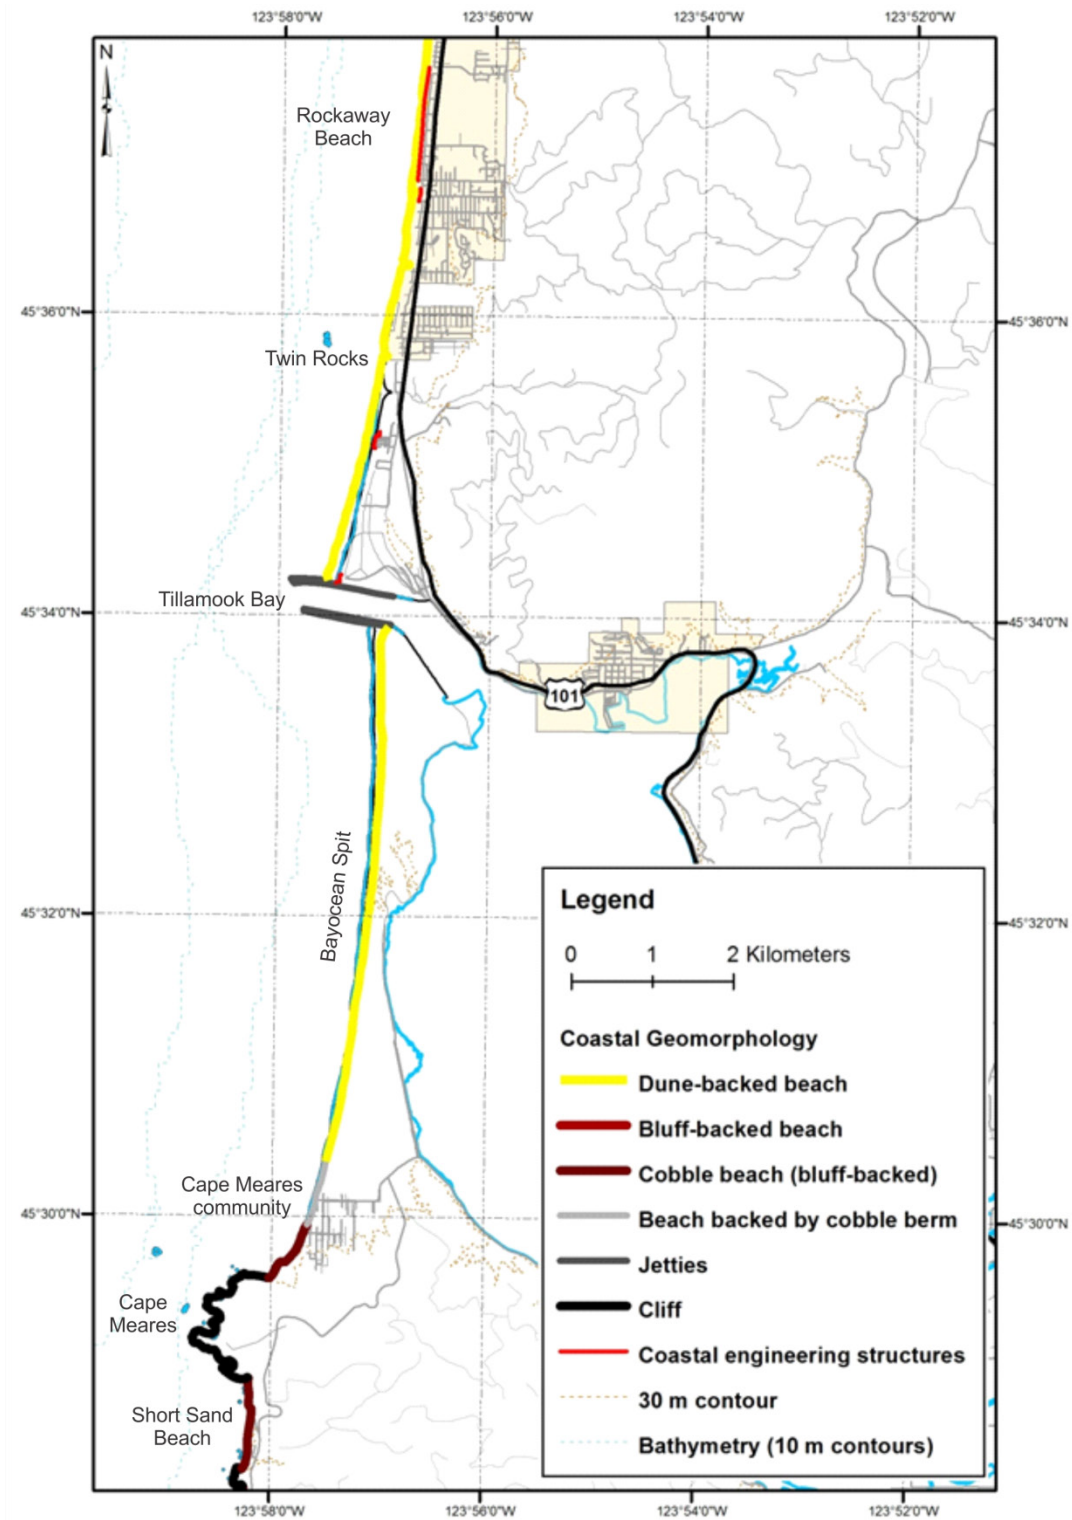 123°58'0"W
123°56'0"W
123°54'0"W
123°52'0"W
N
Rockaway
Beach
45°36'0"N
45°36'0"N
Twin Rocks
Tillamook Bay
45°34'0"N
45°34'0"N
101
Bayocean Spit
45°32'0"N
45°32'0"N
Legend
0 1 2 Kilometers
Coastal Geomorphology
Dune-backed beach
Bluff-backed beach
Cobble beach (bluff-backed)
Beach backed by cobble berm
Jetties
Cliff
Coastal engineering structures
30 m contour
Bathymetry (10 m contours)
Cape Meares
community
45°30'0"N
45°30'0"N
Cape
Meares
Short Sand
Beach
123°58'0"W
123°56'0"W
123°54'0"W
123°52'0"W